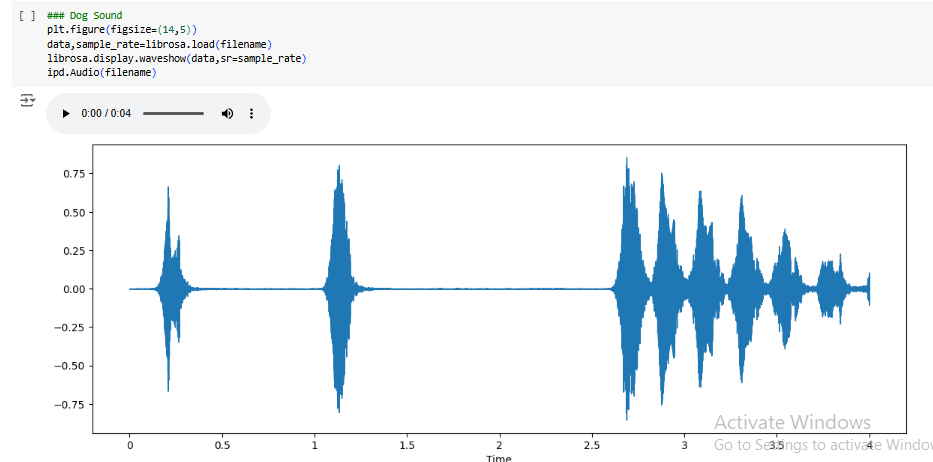 [ ] ### Dog Sound
plt.figure(figsize=(14,5))
data,sample_rate=librosa.load(filename)
librosa.display.waveshow(data,sr=sample_rate)
ipd.Audio(filename)
0:00 / 0:04
0.75
0.50
0.25
0.00
−0.25
−0.50
−0.75
0 0.5 1 1.5 2 2.5 3 3.5 4
Time
Activate Windows
Go to Settings to activate Windows